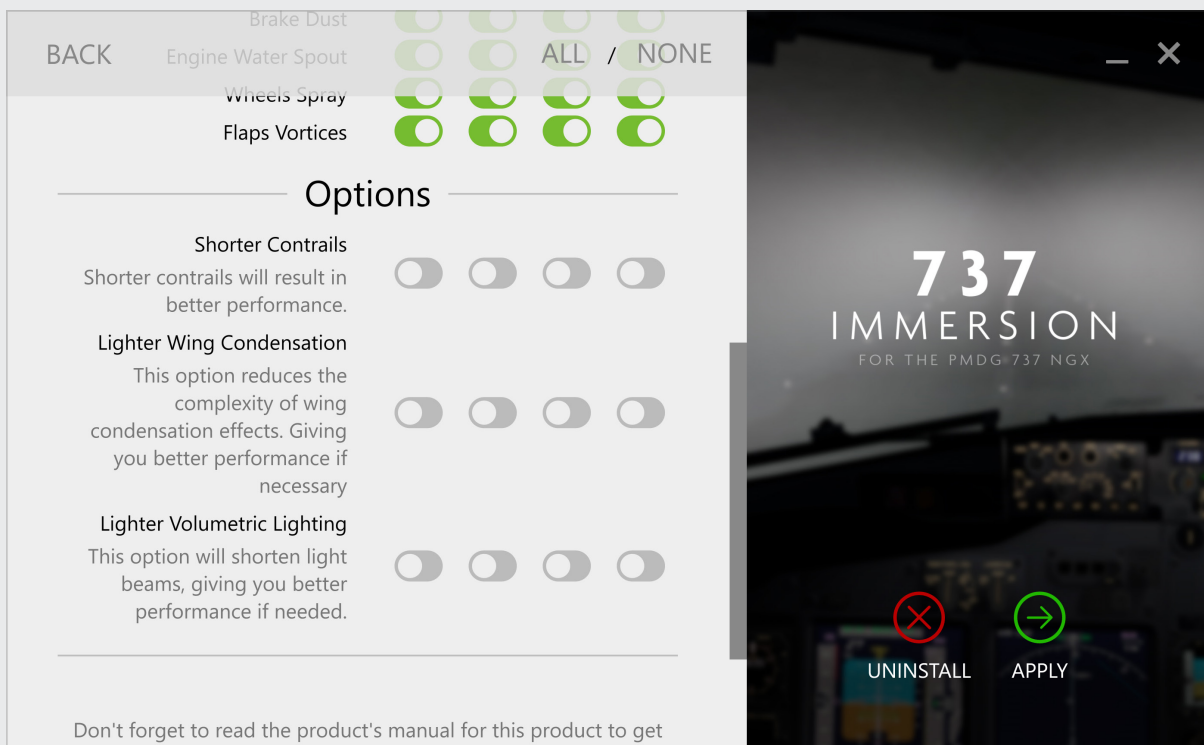 Brake Dust
BACK
Engine Water Spout
ALL / NONE
Wheels Spray
Flaps Vortices
Options
Shorter Contrails
Shorter contrails will result in
better performance.
Lighter Wing Condensation
This option reduces the
complexity of wing
condensation effects. Giving
you better performance if
necessary
Lighter Volumetric Lighting
This option will shorten light
beams, giving you better
performance if needed.
Don't forget to read the product's manual for this product to get
737
IMMERSION
FOR THE PMDG 737 NGX
UNINSTALL
APPLY